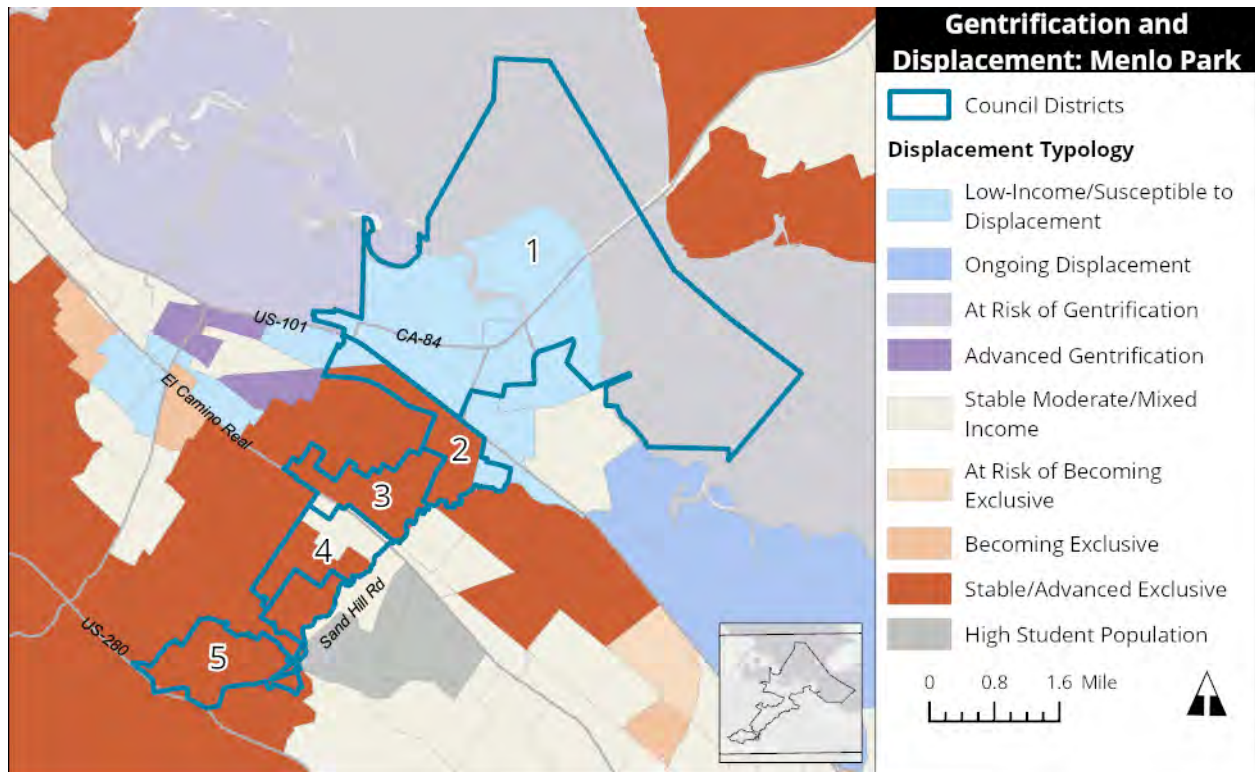 Gentrification and
Displacement: Menlo Park
Council Districts
Displacement Typology
Low-Income/Susceptible to
Displacement
Ongoing Displacement
At Risk of Gentrification
Advanced Gentrification
Stable Moderate/Mixed
Income
At Risk of Becoming
Exclusive
Becoming Exclusive
Stable/Advanced Exclusive
High Student Population
0 0.8 1.6 Mile
1
US-101
CA-84
El Camino Real
2
3
4
Sand Hill Rd
US-280
5